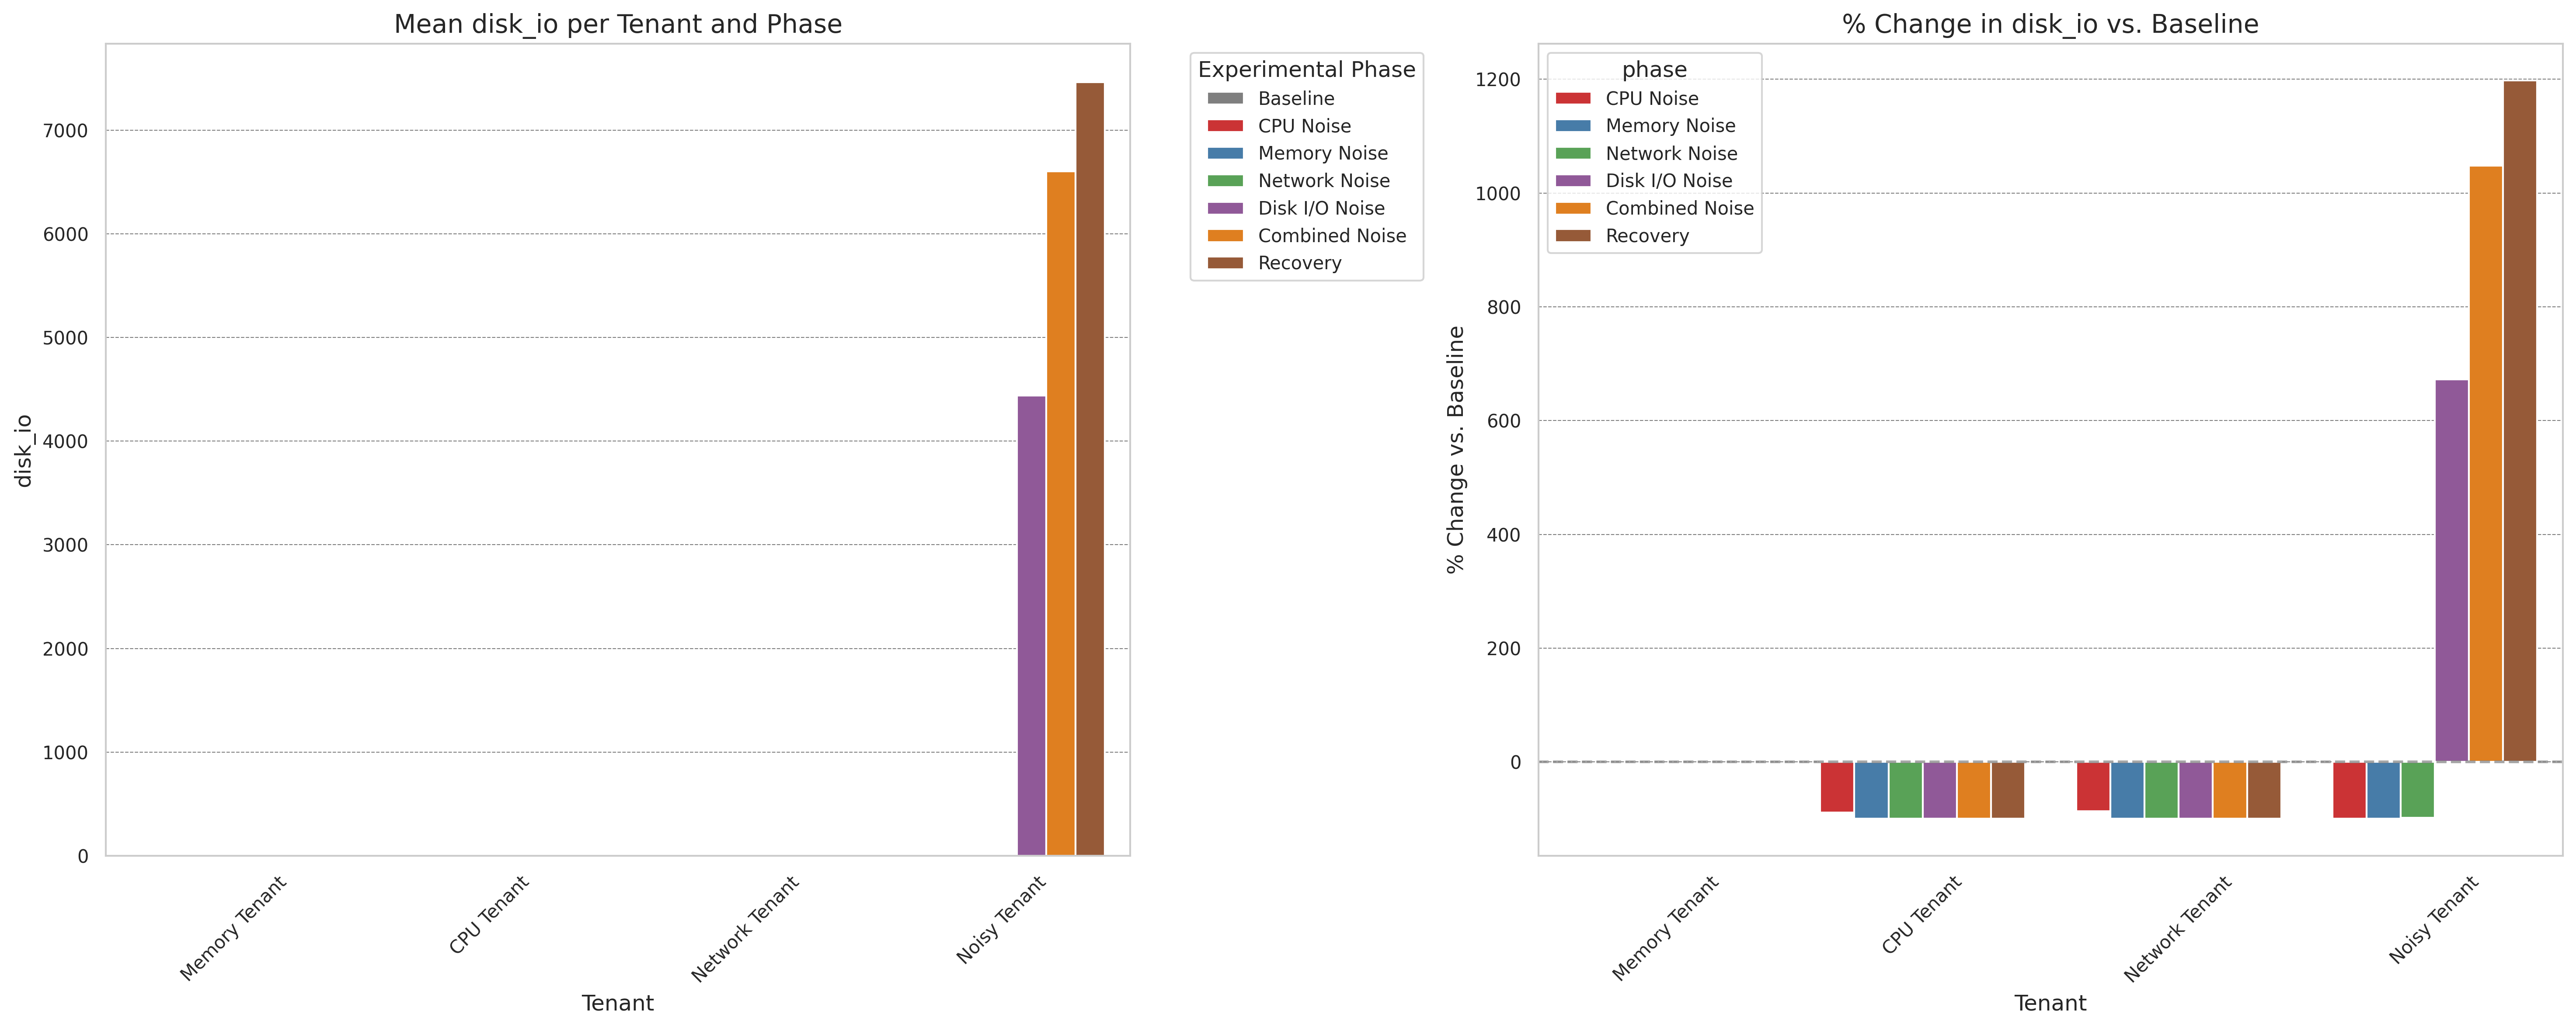 Mean disk_io per Tenant and Phase
disk_io
7000
6000
5000
4000
3000
2000
1000
0
Memory Tenant
CPU Tenant
Network Tenant
Noisy Tenant
Tenant
Experimental Phase
Baseline
CPU Noise
Memory Noise
Network Noise
Disk I/O Noise
Combined Noise
Recovery
% Change in disk_io vs. Baseline
% Change vs. Baseline
1200
1000
800
600
400
200
0
phase
CPU Noise
Memory Noise
Network Noise
Disk I/O Noise
Combined Noise
Recovery
Memory Tenant
CPU Tenant
Network Tenant
Noisy Tenant
Tenant